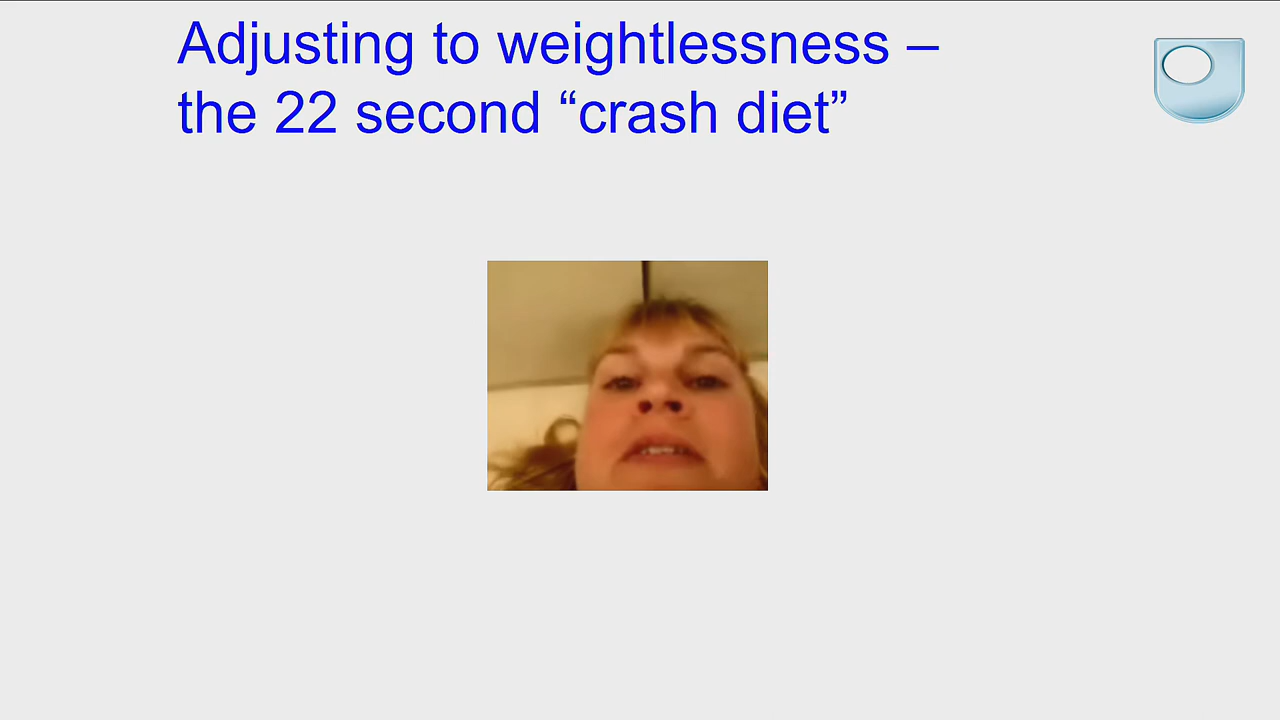 Adjusting to weightlessness –
the 22 second “crash diet”